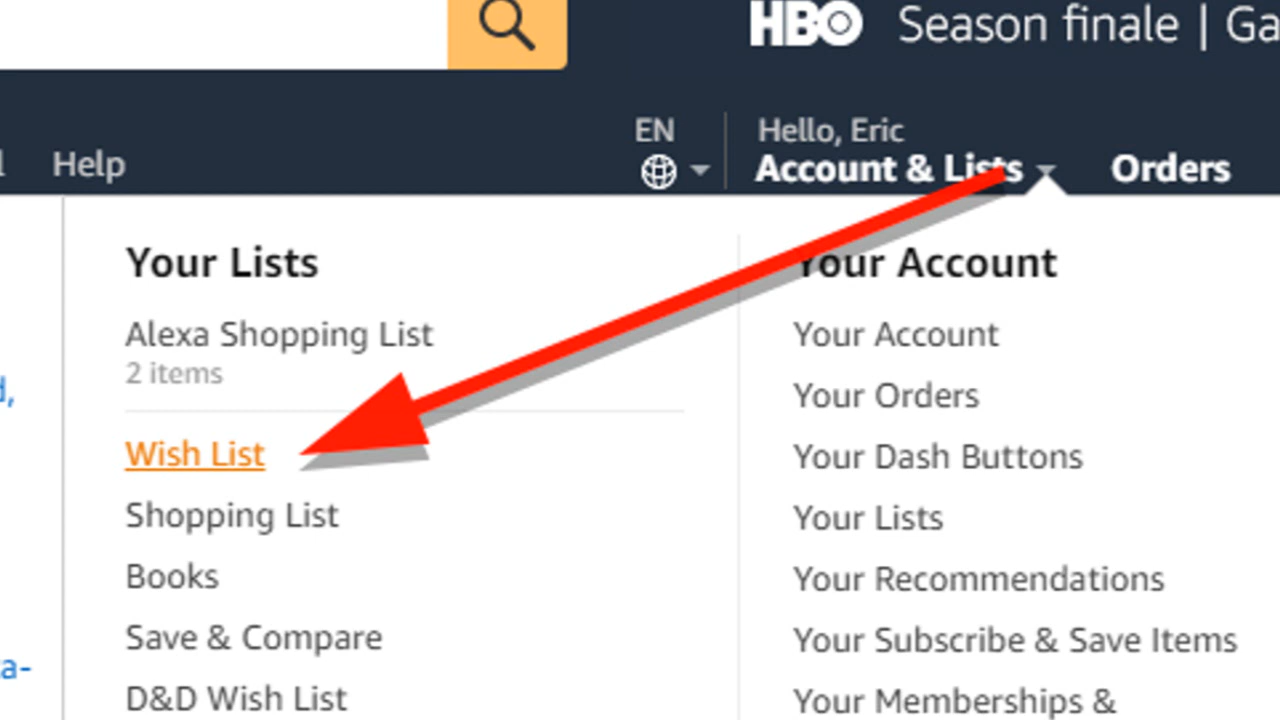 HBO Season finale | Ga
EN
Hello, Eric
Help
Account & Lists
Orders
Your Lists
Alexa Shopping List
2 items
Wish List
Shopping List
Books
Save & Compare
D&D Wish List
Your Account
Your Account
Your Orders
Your Dash Buttons
Your Lists
Your Recommendations
Your Subscribe & Save Items
Your Memberships &
d,
a-